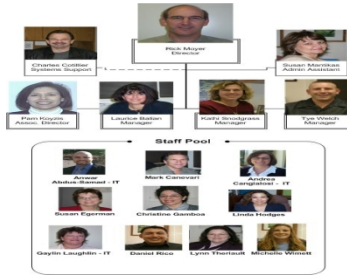 Rick Moyer
Director
Charles Cotillier
Systems Support
Susan Manikas
Admin Assistant
Pam Royzis
Assoc. Director
Laurice Balian
Manager
Kathi Snodgrass
Manager
Tye Welch
Manager
Staff Pool
Anwar
Abdus-Samad - IT
Mark Canevari
Andrea
Cangialosi - IT
Susan Egerman
Christine Gamboa
Linda Hodges
Gaylin Laughlin - IT
Daniel Rico
Lynn Theriault
Michelle Wimett